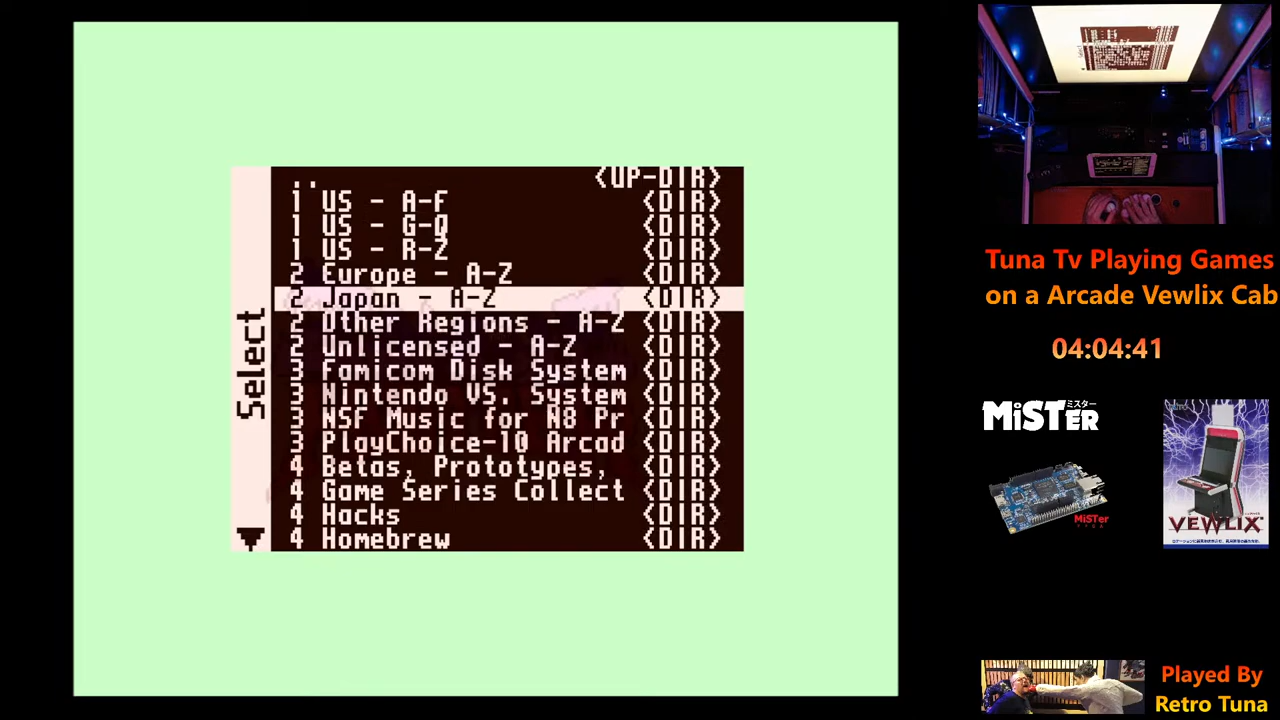 .. <UP-DIR>
1 US - A-F <DIR>
1 US - G-Q <DIR>
1 US - R-Z <DIR>
2 Europe - A-Z <DIR>
2 Japan - A-Z <DIR>
2 Other Regions - A-Z <DIR>
2 Unlicensed - A-Z <DIR>
3 Famicom Disk System <DIR>
3 Nintendo VS. System <DIR>
3 NSF Music for N8 Pr <DIR>
3 PlayChoice-10 Arcad <DIR>
4 Betas, Prototypes, <DIR>
4 Game Series Collect <DIR>
4 Hacks <DIR>
4 Homebrew <DIR>
Select
Tuna Tv Playing Games
on a Arcade Vewlix Cab
04:04:41
MiSTER ミスター
MiSTer
VEWLIX
Played By
Retro Tuna